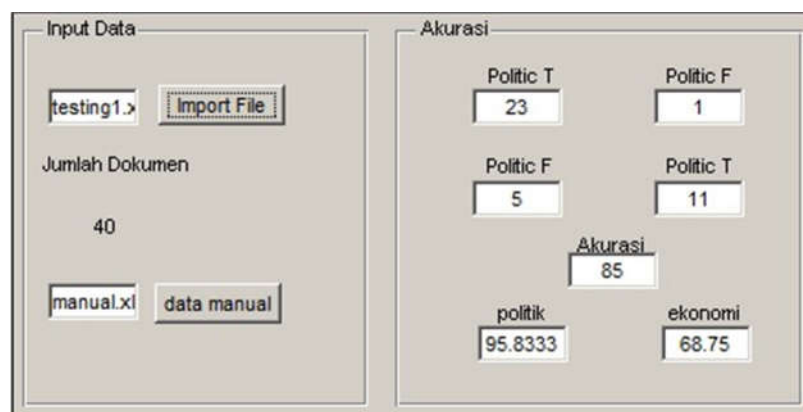 Input Data
testing1.x
Import File
Jumlah Dokumen
40
manual.xl
data manual
Akurasi
Politic T
Politic F
23
1
Politic F
Politic T
5
11
Akurasi
85
politik
ekonomi
95.8333
68.75